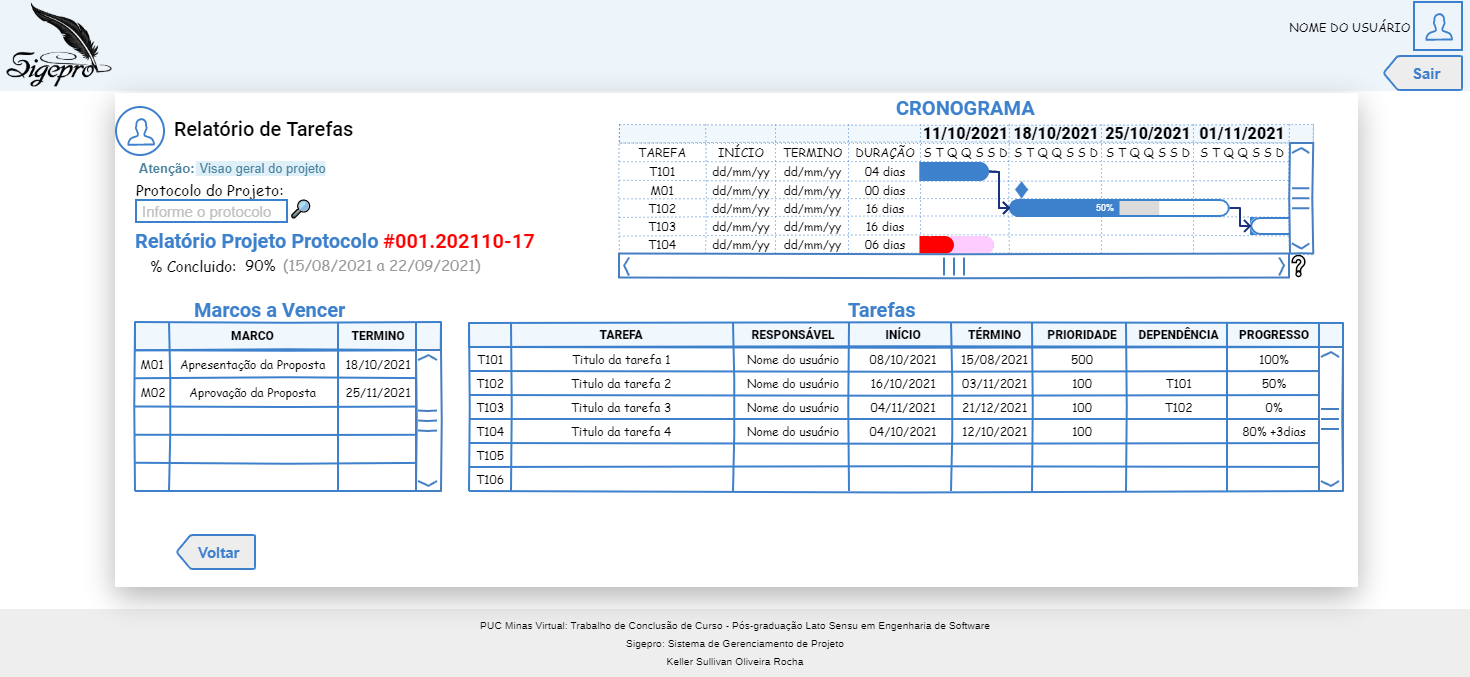 Sigepro
NOME DO USUÁRIO
Sair
Relatório de Tarefas
Atenção: Visao geral do projeto
Protocolo do Projeto:
Informe o protocolo
Relatório Projeto Protocolo #001.202110-17
% Concluido: 90% (15/08/2021 a 22/09/2021)
CRONOGRAMA
11/10/2021 18/10/2021 25/10/2021 01/11/2021
TAREFA INÍCIO TERMINO DURAÇÃO S T Q Q S S D S T Q Q S S D S T Q Q S S D S T Q Q S S D
T101 dd/mm/yy dd/mm/yy 04 dias
M01 dd/mm/yy dd/mm/yy 00 dias
T102 dd/mm/yy dd/mm/yy 16 dias 50%
T103 dd/mm/yy dd/mm/yy 16 dias
T104 dd/mm/yy dd/mm/yy 06 dias
?
Marcos a Vencer
MARCO TERMINO
M01 Apresentação da Proposta 18/10/2021
M02 Aprovação da Proposta 25/11/2021
Tarefas
TAREFA RESPONSÁVEL INÍCIO TÉRMINO PRIORIDADE DEPENDÊNCIA PROGRESSO
T101 Titulo da tarefa 1 Nome do usuário 08/10/2021 15/08/2021 500 100%
T102 Titulo da tarefa 2 Nome do usuário 16/10/2021 03/11/2021 100 T101 50%
T103 Titulo da tarefa 3 Nome do usuário 04/11/2021 21/12/2021 100 T102 0%
T104 Titulo da tarefa 4 Nome do usuário 04/10/2021 12/10/2021 100 80% +3dias
T105
T106
Voltar
PUC Minas Virtual: Trabalho de Conclusão de Curso - Pós-graduação Lato Sensu em Engenharia de Software
Sigepro: Sistema de Gerenciamento de Projeto
Keller Sullivan Oliveira Rocha